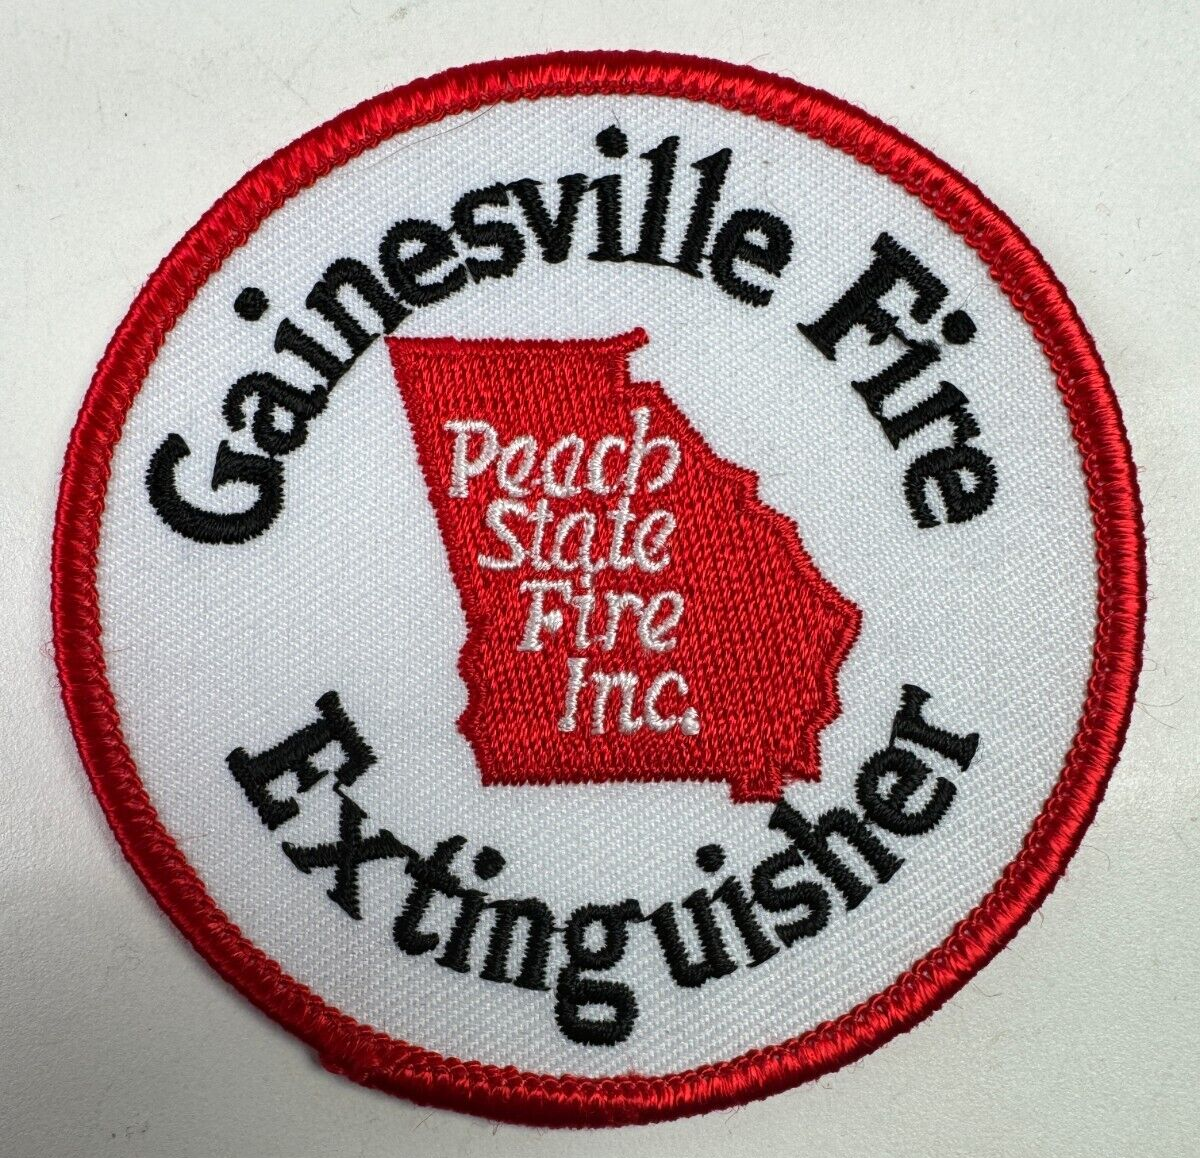 Gainesville Fire
Peach
State
Fire
Inc.
Extinguisher